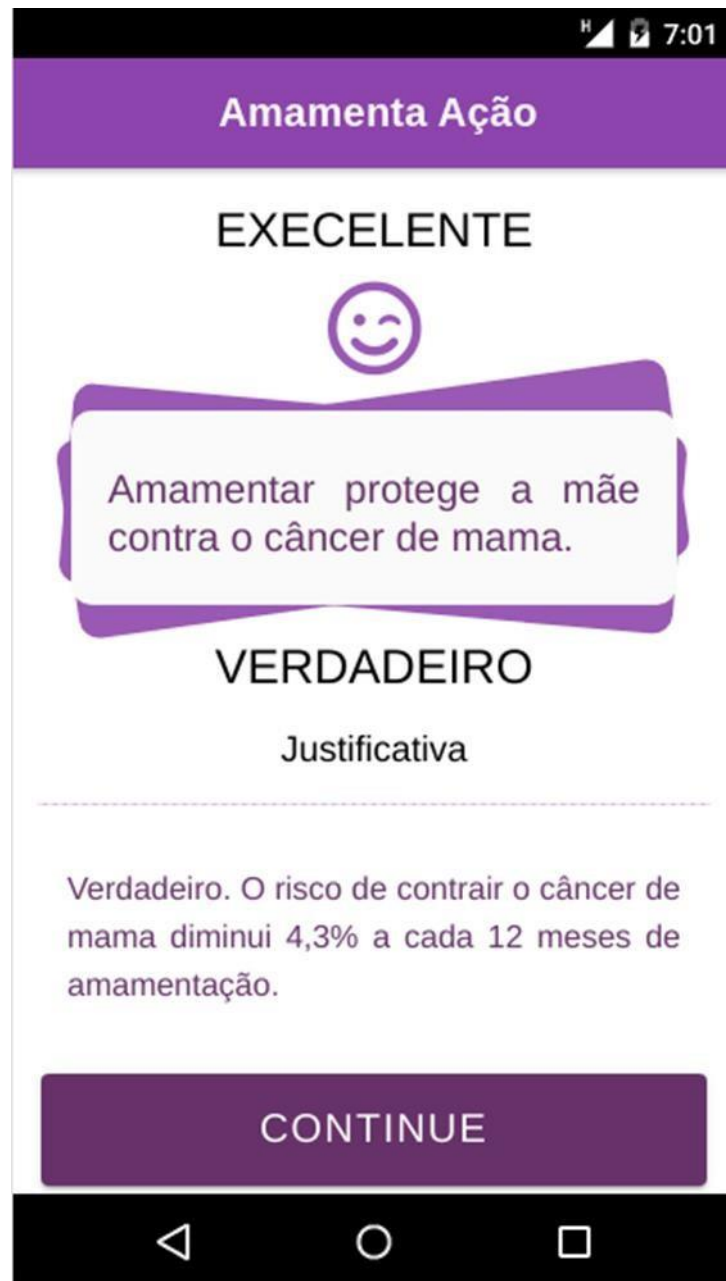 H 7:01
Amamenta Ação
EXECELENTE
Amamentar protege a mãe
contra o câncer de mama.
VERDADEIRO
Justificativa
Verdadeiro. O risco de contrair o câncer de
mama diminui 4,3% a cada 12 meses de
amamentação.
CONTINUE